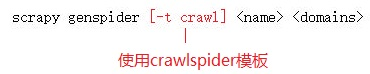 scrapy genspider [-t crawl] <name> <domains>
使用crawlspider模板